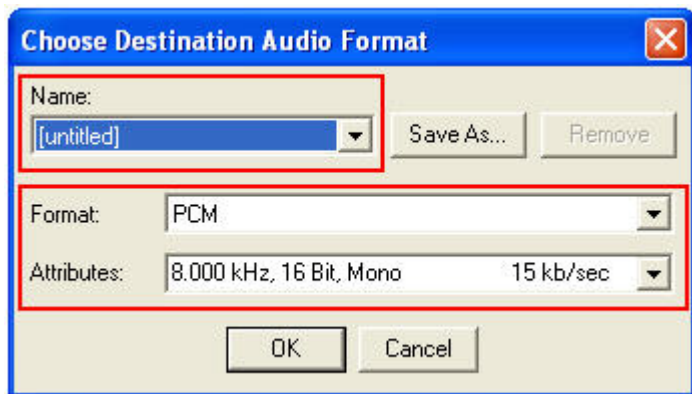 Choose Destination Audio Format
Name:
[untitled]
Save As...
Remove
Format:
PCM
Attributes:
8.000 kHz, 16 Bit, Mono 15 kb/sec
OK
Cancel